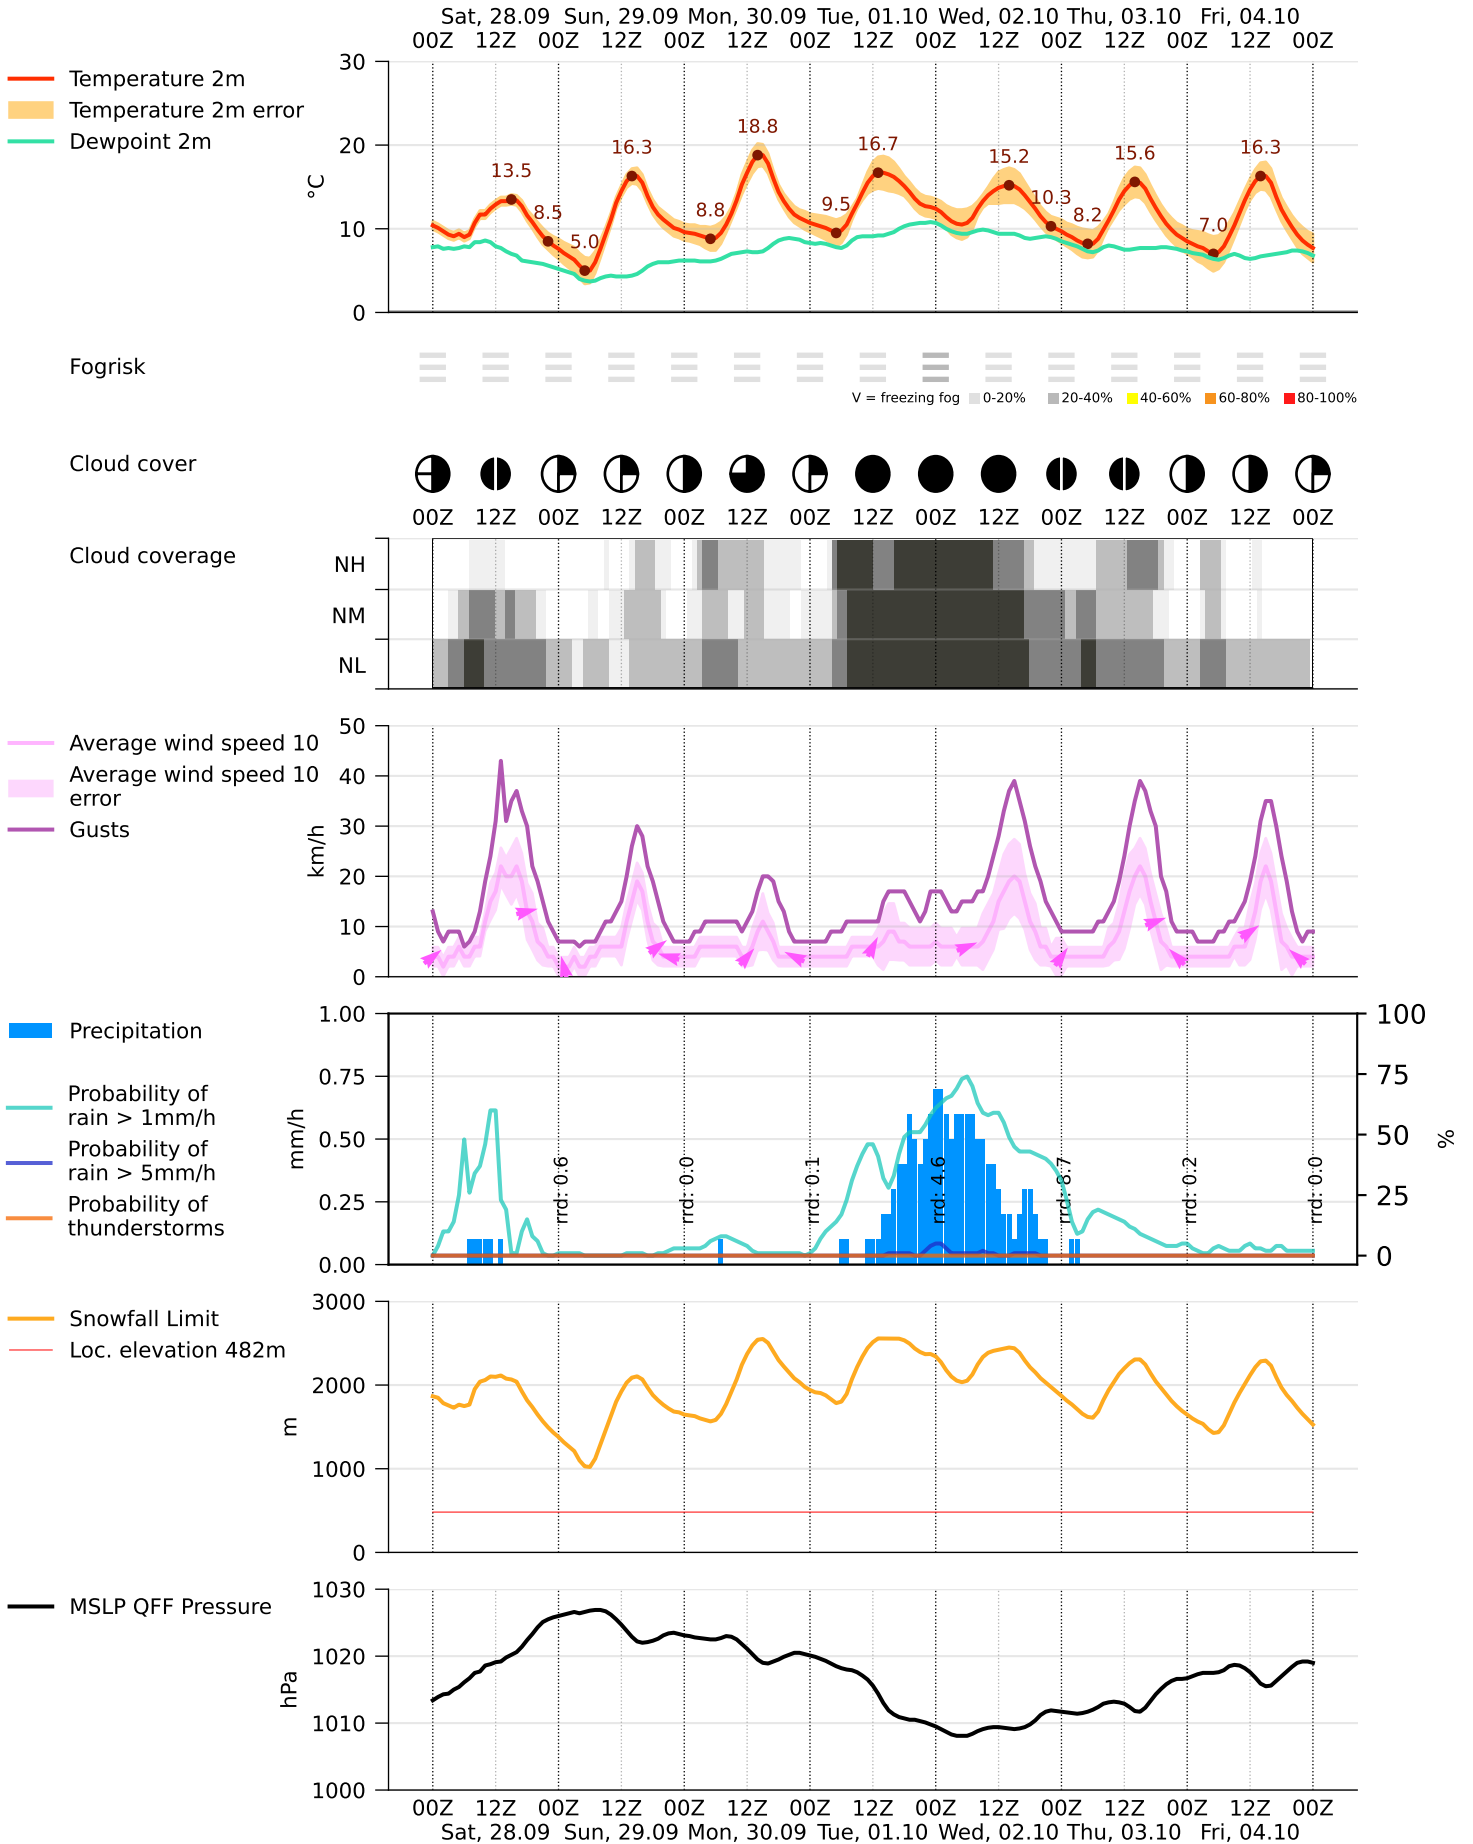 Sat, 28.09 Sun, 29.09 Mon, 30.09 Tue, 01.10 Wed, 02.10 Thu, 03.10 Fri, 04.10
00Z 12Z 00Z 12Z 00Z 12Z 00Z 12Z 00Z 12Z 00Z 12Z 00Z 12Z 00Z
Temperature 2m
Temperature 2m error
Dewpoint 2m
°C
30
20
10
0
13.5
8.5
5.0
16.3
8.8
18.8
9.5
16.7
15.2
10.3
8.2
15.6
7.0
16.3
Fogrisk
V = freezing fog 0-20% 20-40% 40-60% 60-80% 80-100%
Cloud cover
00Z 12Z 00Z 12Z 00Z 12Z 00Z 12Z 00Z 12Z 00Z 12Z 00Z 12Z 00Z
Cloud coverage
NH
NM
NL
Average wind speed 10
Average wind speed 10
error
Gusts
km/h
50
40
30
20
10
0
Precipitation
Probability of
rain > 1mm/h
Probability of
rain > 5mm/h
Probability of
thunderstorms
mm/h
1.00
0.75
0.50
0.25
0.00
rrd: 0.6
rrd: 0.0
rrd: 0.1
rrd: 4.6
rrd: 8.7
rrd: 0.2
rrd: 0.0
100
75
50
25
0
%
Snowfall Limit
Loc. elevation 482m
m
3000
2000
1000
0
MSLP QFF Pressure
hPa
1030
1020
1010
1000
00Z 12Z 00Z 12Z 00Z 12Z 00Z 12Z 00Z 12Z 00Z 12Z 00Z 12Z 00Z
Sat, 28.09 Sun, 29.09 Mon, 30.09 Tue, 01.10 Wed, 02.10 Thu, 03.10 Fri, 04.10